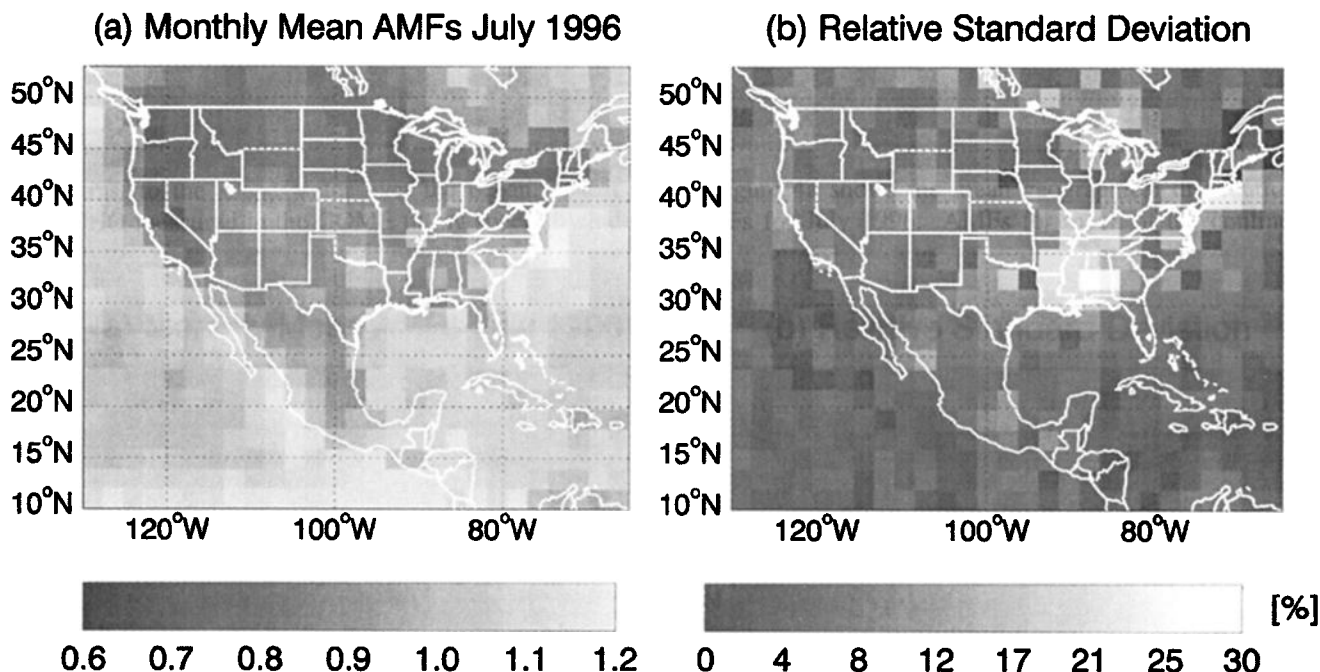 (a) Monthly Mean AMFs July 1996
50°N
45°N
40°N
35°N
30°N
25°N
20°N
15°N
10°N
120°W 100°W 80°W
0.6 0.7 0.8 0.9 1.0 1.1 1.2
(b) Relative Standard Deviation
50°N
45°N
40°N
35°N
30°N
25°N
20°N
15°N
10°N
120°W 100°W 80°W
[%]
0 4 8 12 17 21 25 30